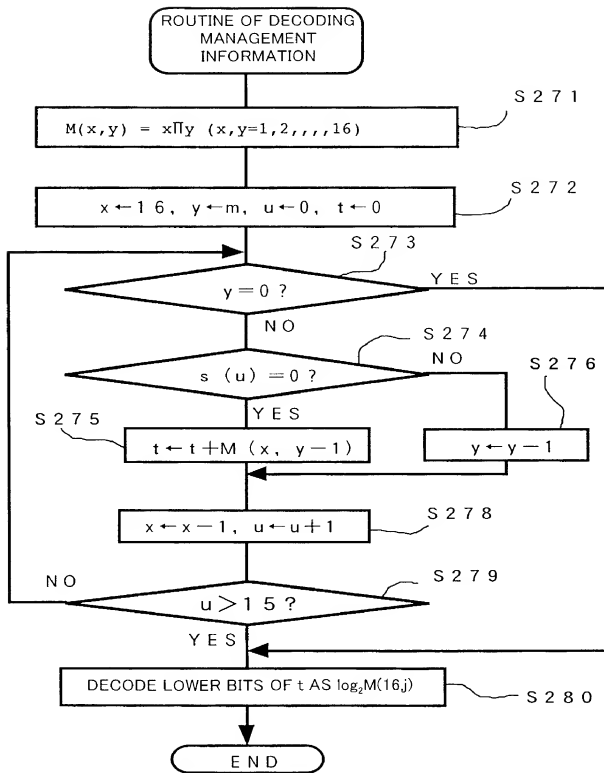 ROUTINE OF DECODING
MANAGEMENT
INFORMATION
S271
M(x,y) = xΠy (x,y=1,2,,,,16)
S272
x←16, y←m, u←0, t←0
S273
y=0?
YES
NO
S274
s (u)=0?
NO
S276
S275
YES
t←t+M (x, y−1)
y←y−1
x←x−1, u←u+1
S278
NO
S279
u>15?
YES
DECODE LOWER BITS OF t AS log₂M(16,j)
S280
END